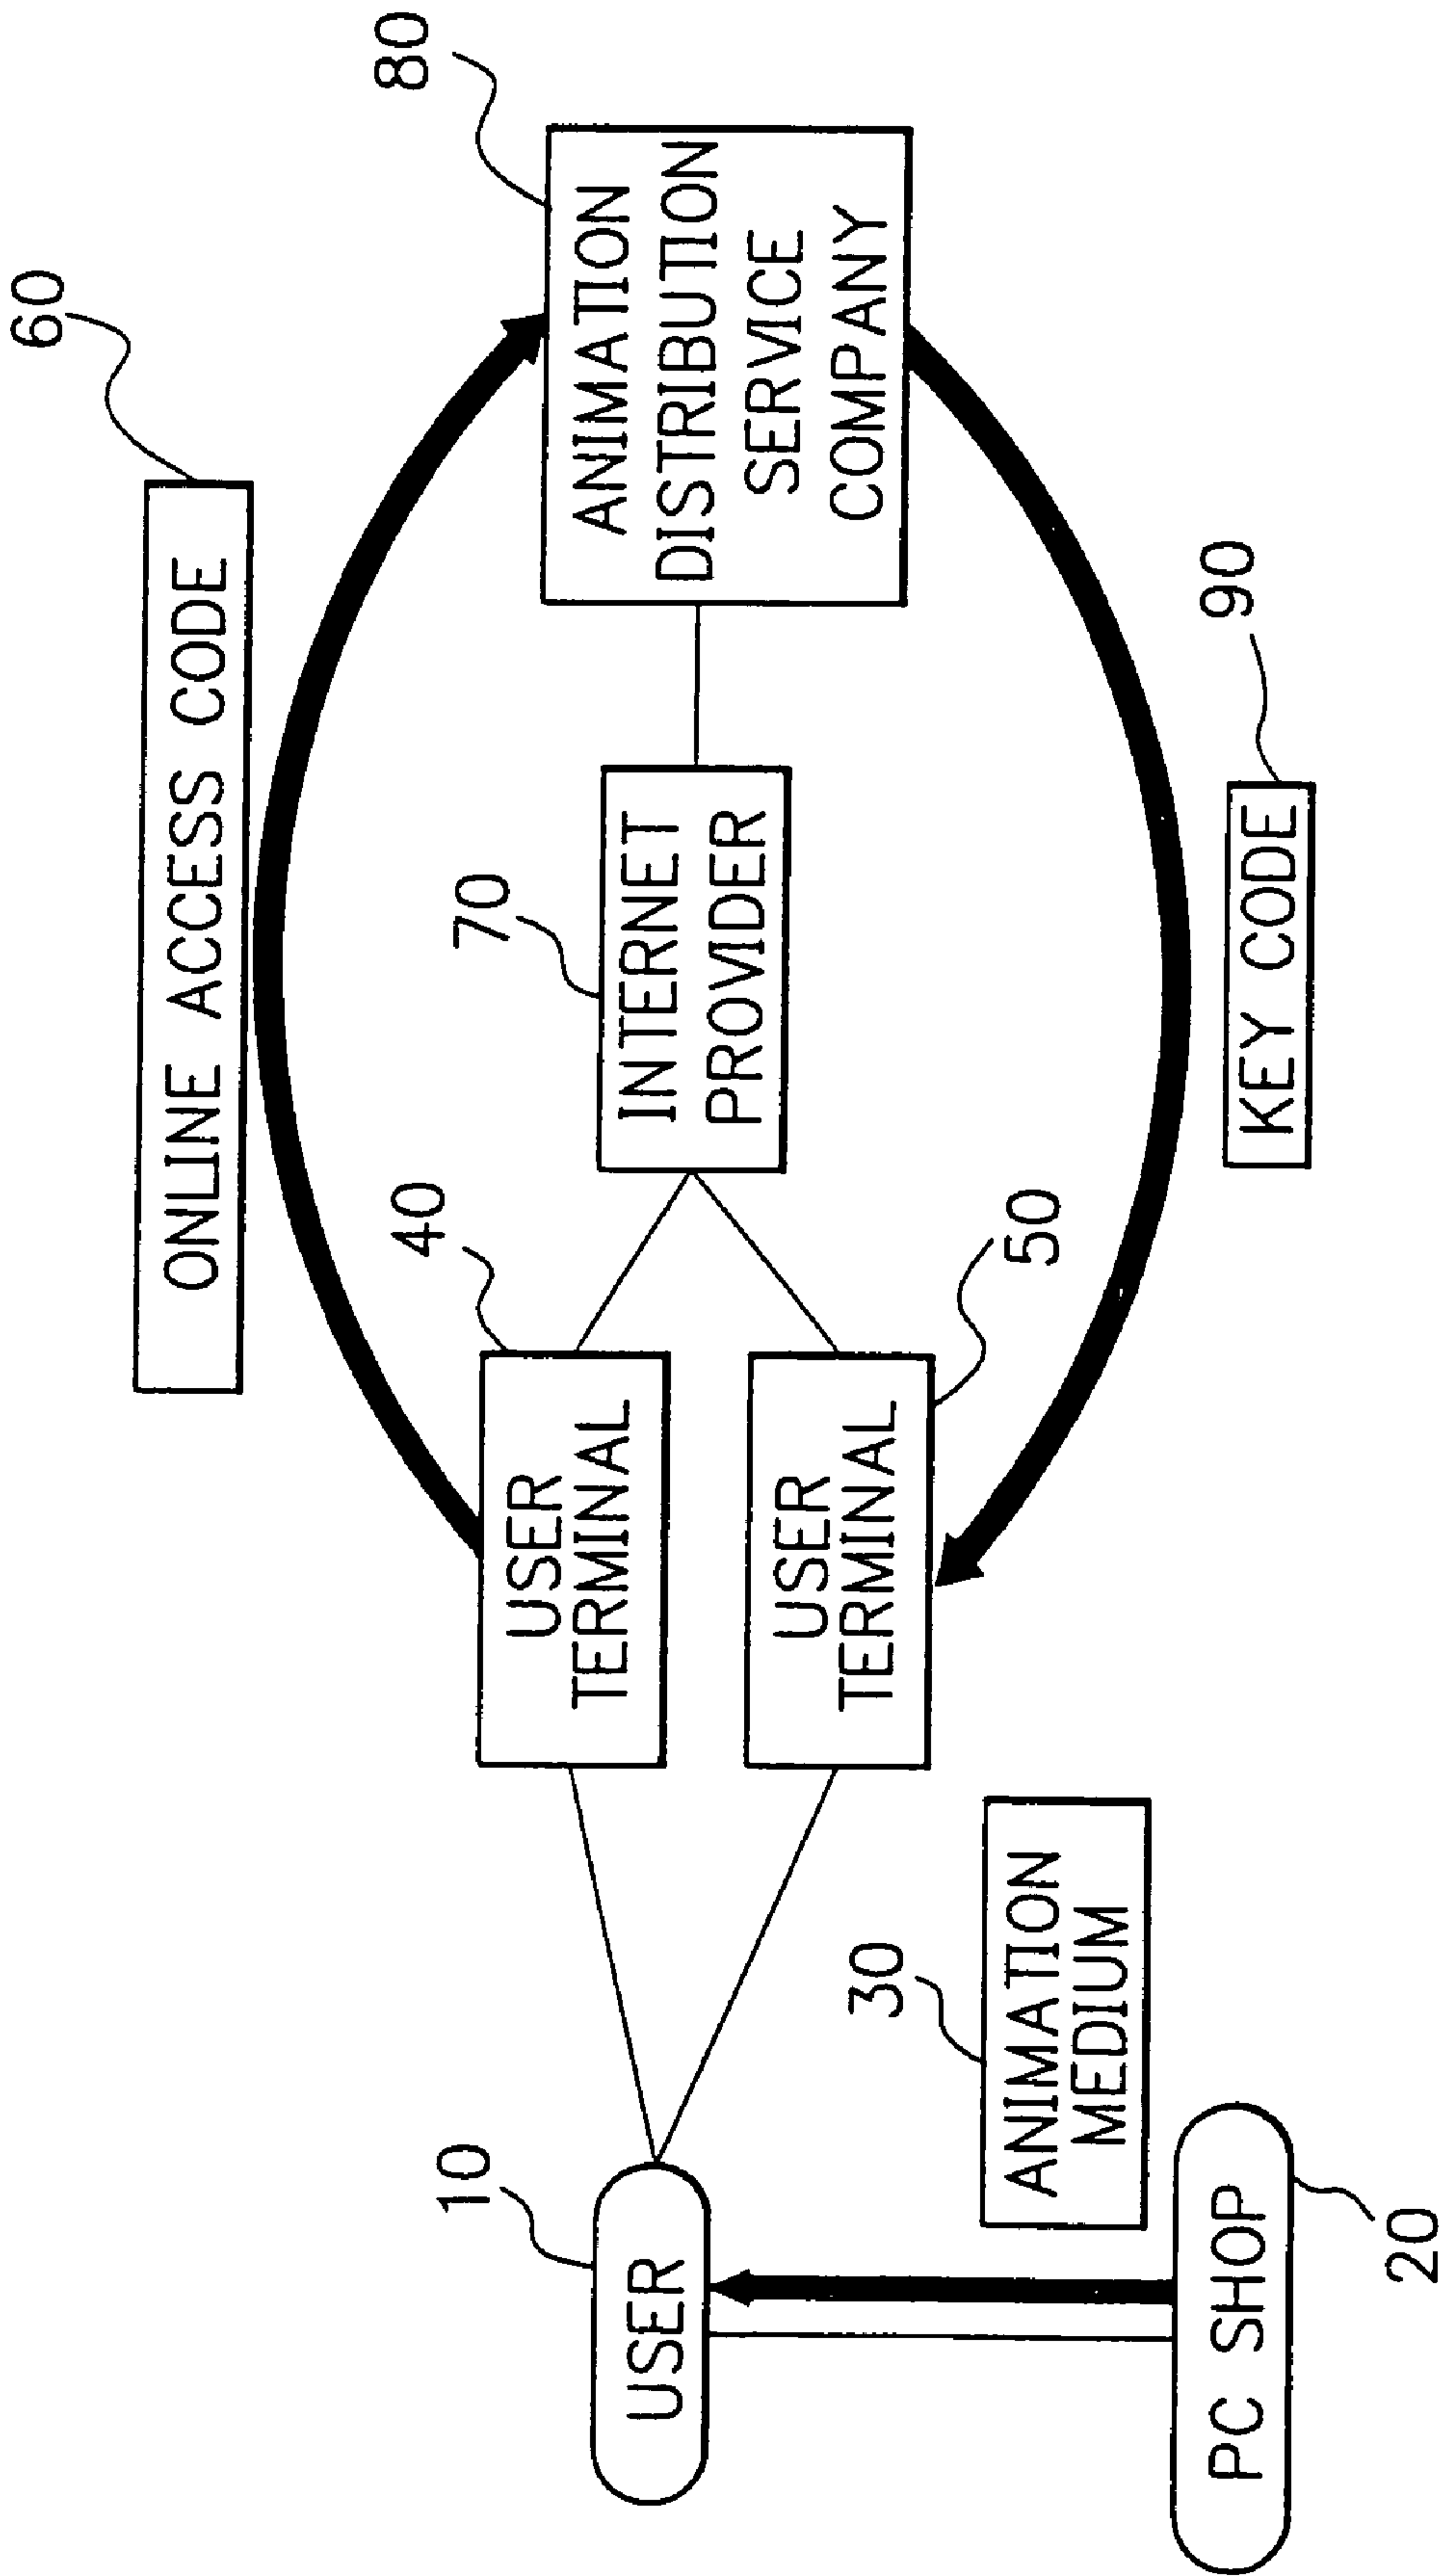 60
ONLINE ACCESS CODE
80
ANIMATION
DISTRIBUTION
SERVICE
COMPANY
70
INTERNET
PROVIDER
40
USER
TERMINAL
50
USER
TERMINAL
90
KEY CODE
10
USER
30
ANIMATION
MEDIUM
20
PC SHOP